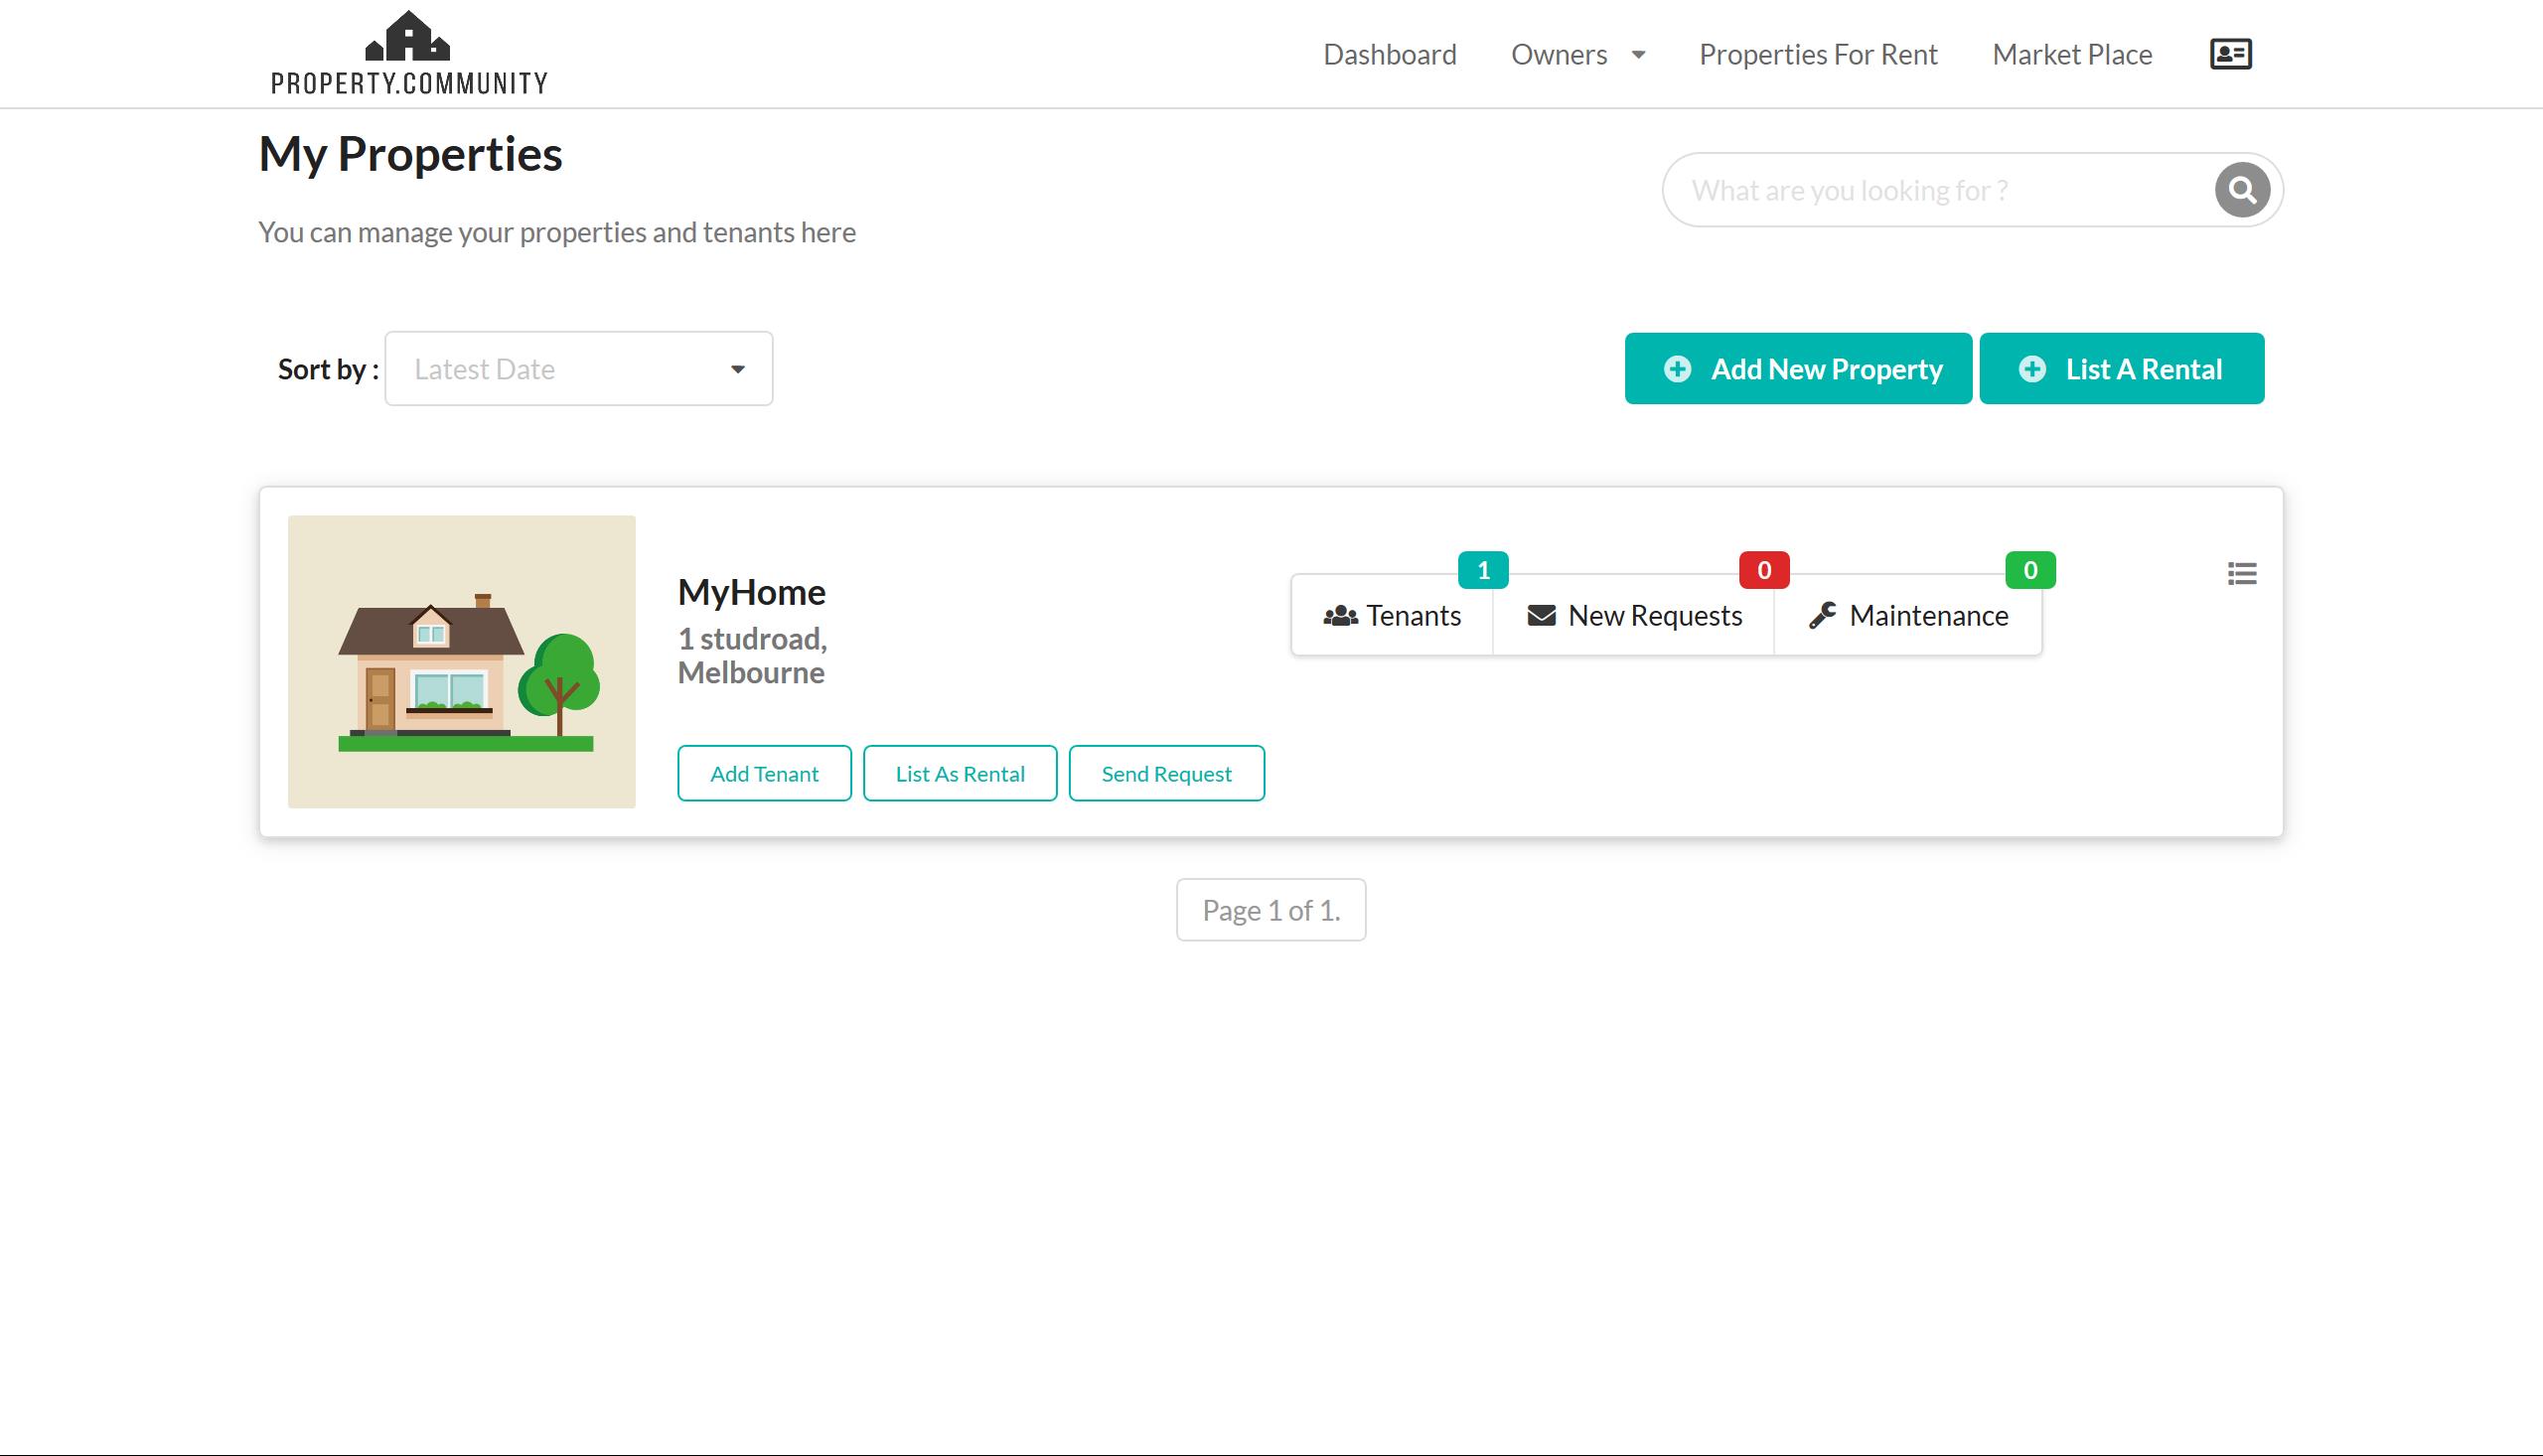 PROPERTY.COMMUNITY
Dashboard
Owners
Properties For Rent
Market Place
My Properties
What are you looking for ?
You can manage your properties and tenants here
Sort by :
Latest Date
Add New Property
List A Rental
1
0
0
Tenants
New Requests
Maintenance
MyHome
1 studroad,
Melbourne
Add Tenant
List As Rental
Send Request
Page 1 of 1.